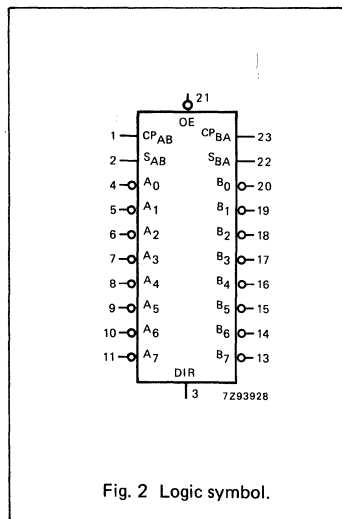 21
OE
1 CPAB CPBA 23
2 SAB SBA 22
4 A0 B0 20
5 A1 B1 19
6 A2 B2 18
7 A3 B3 17
8 A4 B4 16
9 A5 B5 15
10 A6 B6 14
11 A7 B7 13
DIR
3 7Z93928
Fig. 2 Logic symbol.